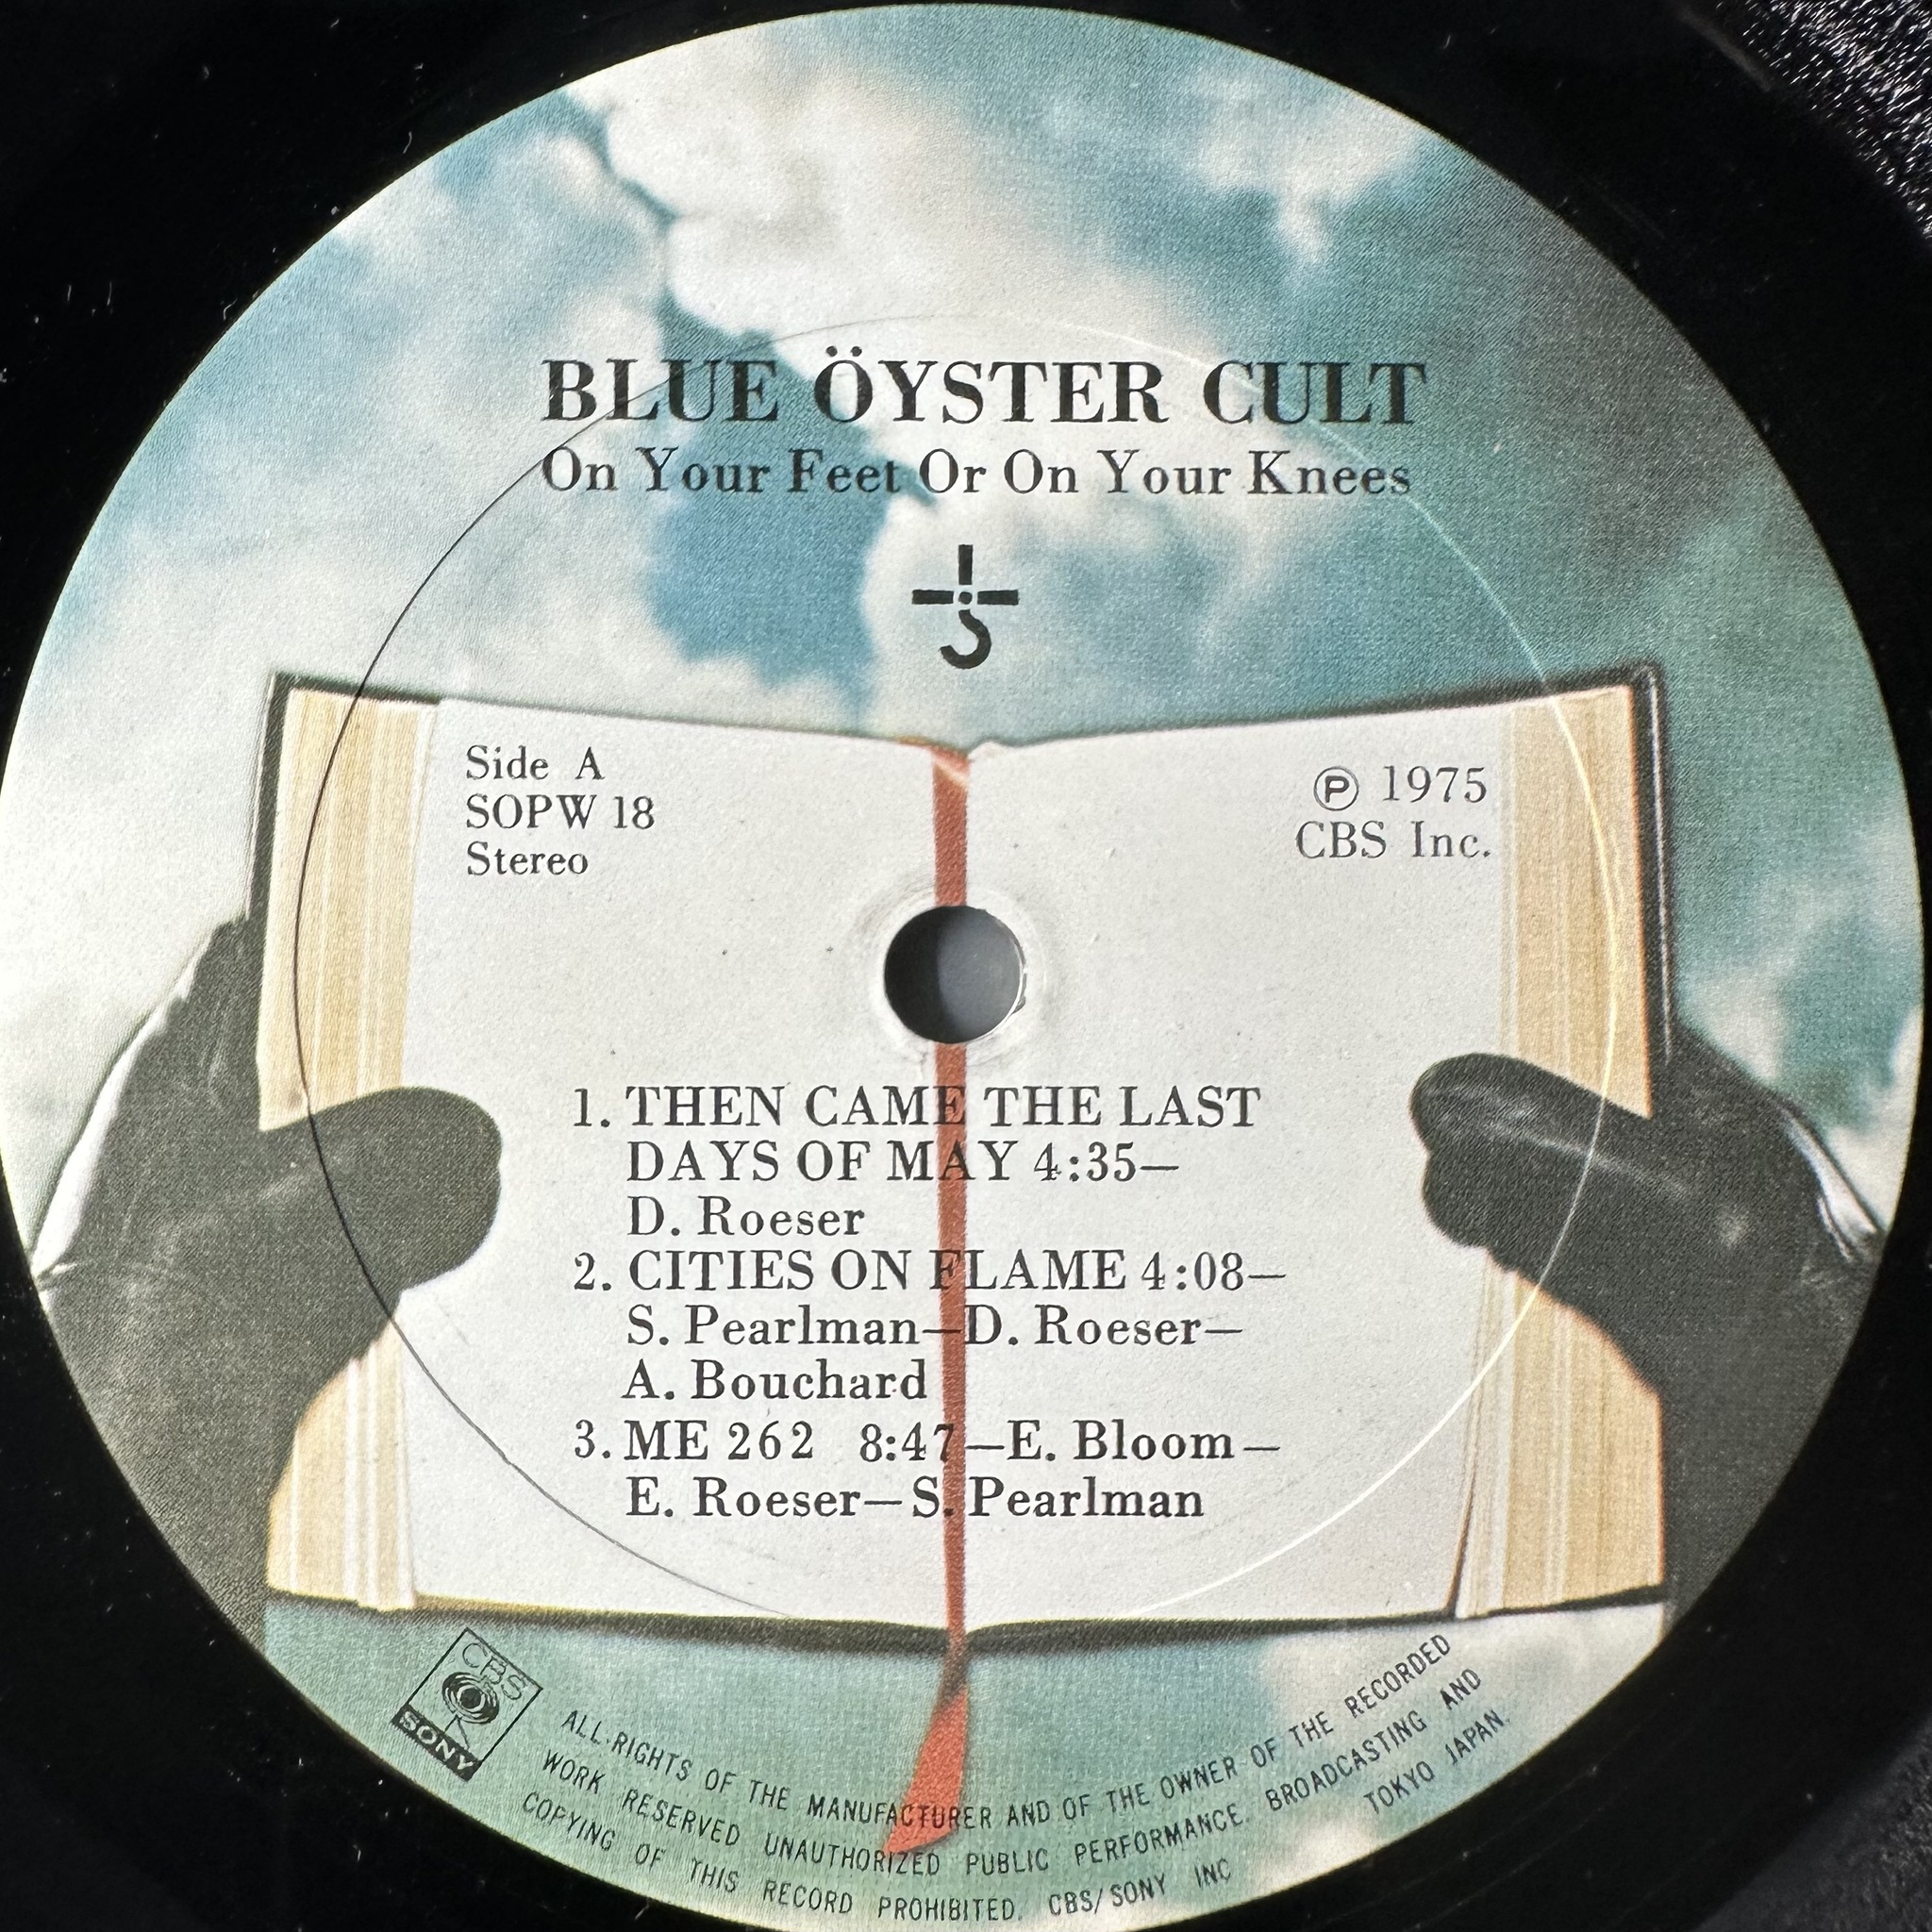 BLUE ÖYSTER CULT
On Your Feet Or On Your Knees
Side A
SOPW 18
Stereo
℗ 1975
CBS Inc.
1. THEN CAME THE LAST
DAYS OF MAY 4:35—
D. Roeser
2. CITIES ON FLAME 4:08—
S. Pearlman—D. Roeser—
A. Bouchard
3. ME 262 8:47—E. Bloom—
E. Roeser—S. Pearlman
CBS
SONY
ALL RIGHTS OF THE MANUFACTURER AND OF THE OWNER OF THE RECORDED
WORK RESERVED UNAUTHORIZED PUBLIC PERFORMANCE. BROADCASTING AND
COPYING OF THIS RECORD PROHIBITED. CBS/SONY INC TOKYO JAPAN.